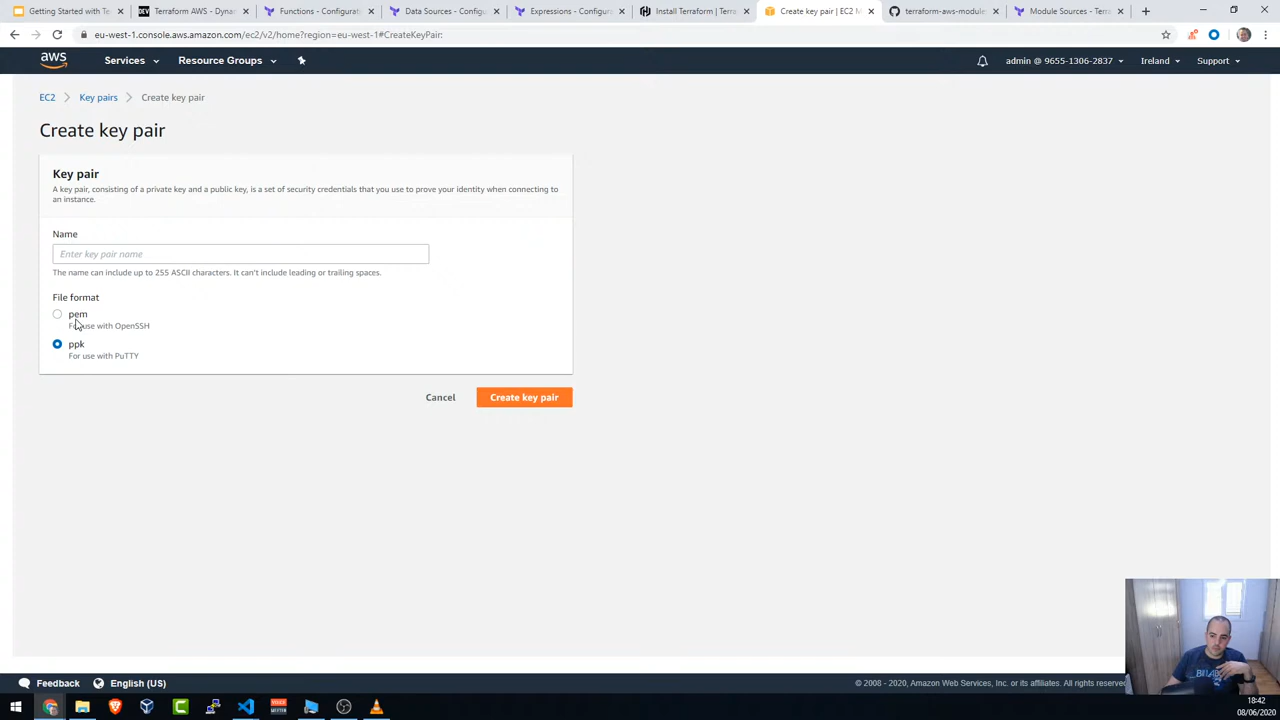 Getting Started with Te
Terraform AWS - Dyna
Functions - Configurati
Data Sources - Configu
Expressions - Configura
Install Terraform | Terra
Create key pair | EC2 M
terraform-aws-modules
Module Sources - Terra
eu-west-1.console.aws.amazon.com/ec2/v2/home?region=eu-west-1#CreateKeyPair:
aws
Services
Resource Groups
admin @ 9655-1306-2837
Ireland
Support
EC2
Key pairs
Create key pair
Create key pair
Key pair
A key pair, consisting of a private key and a public key, is a set of security credentials that you use to prove your identity when connecting to
an instance.
Name
Enter key pair name
The name can include up to 255 ASCII characters. It can't include leading or trailing spaces.
File format
pem
For use with OpenSSH
ppk
For use with PuTTY
Cancel
Create key pair
Feedback
English (US)
© 2008 - 2020, Amazon Web Services, Inc. or its affiliates. All rights reserved
18:42
08/06/2020